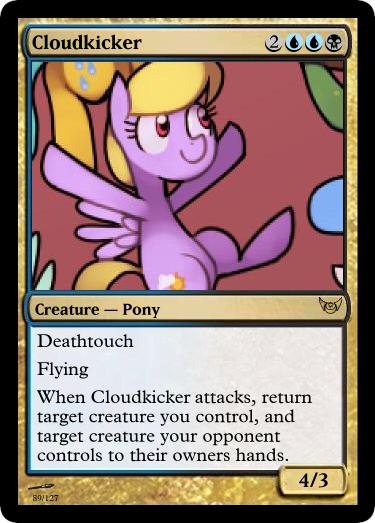 Cloudkicker 2
Creature — Pony
Deathtouch
Flying
When Cloudkicker attacks, return
target creature you control, and
target creature your opponent
controls to their owners hands.
4/3
89/127